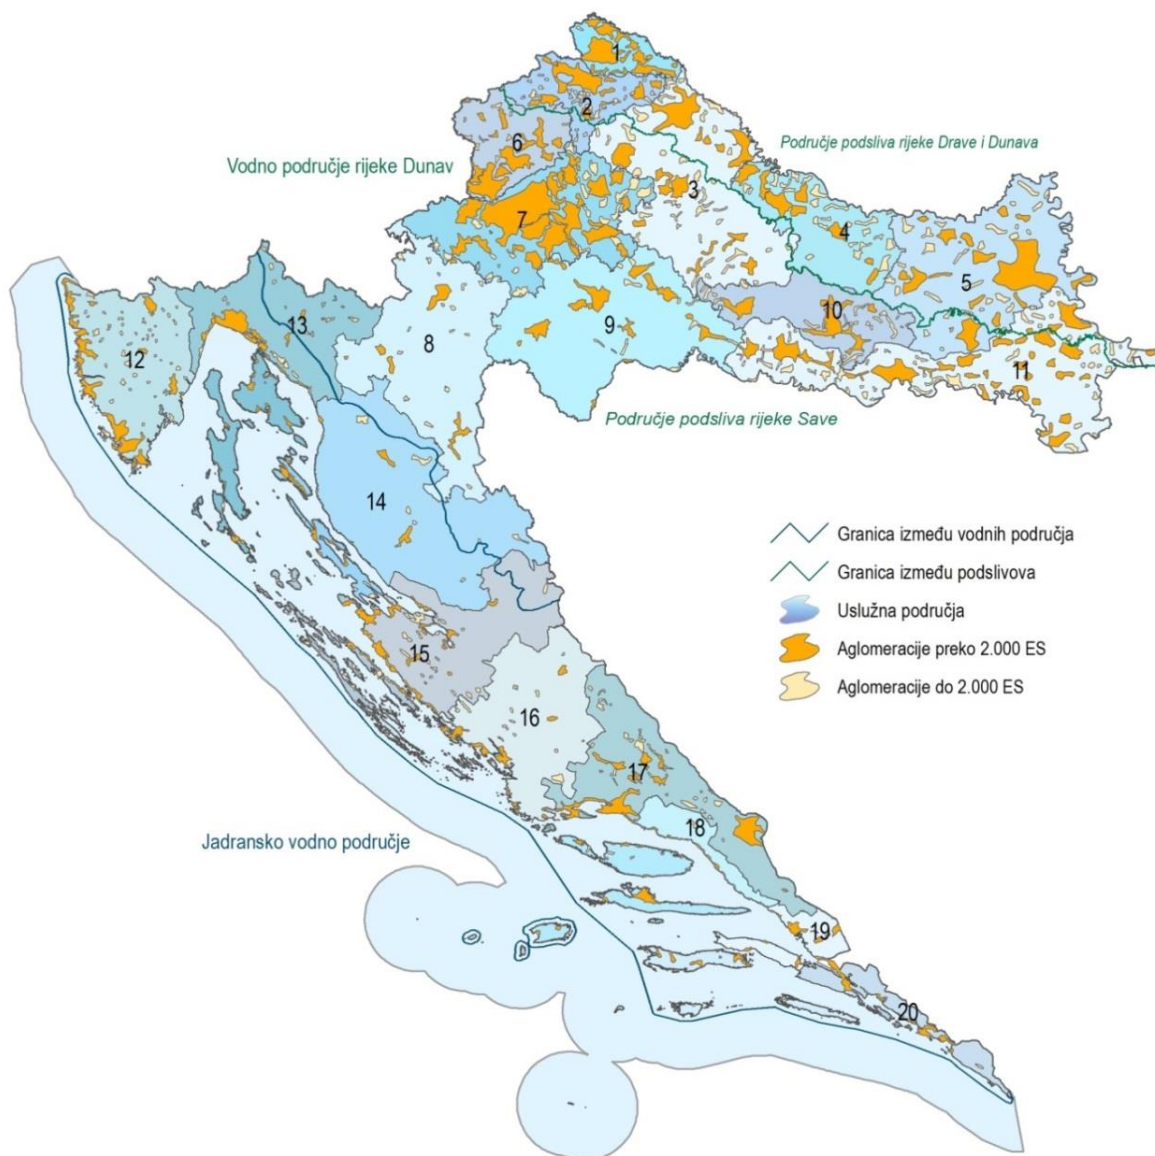 1
2
Područje podsliva rijeke Drave i Dunava
6
Vodno područje rijeke Dunav
3
7
4
5
10
13
9
8
12
11
Područje podsliva rijeke Save
14
Granica između vodnih područja
Granica između podslivova
Uslužna područja
Aglomeracije preko 2.000 ES
15
Aglomeracije do 2.000 ES
16
17
18
Jadransko vodno područje
19
20